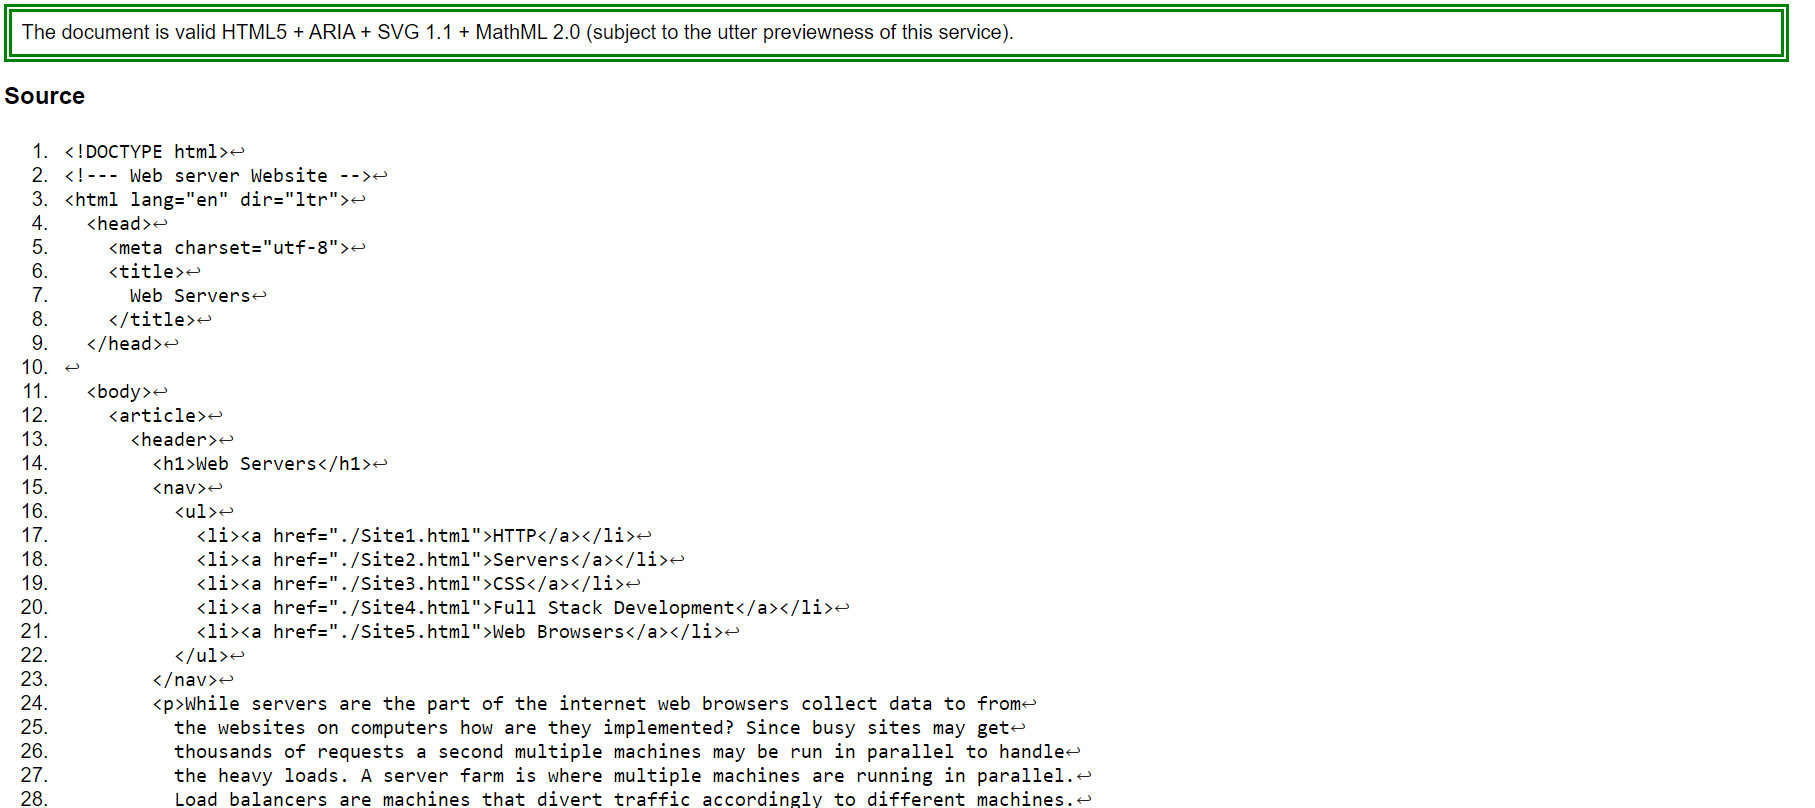 The document is valid HTML5 + ARIA + SVG 1.1 + MathML 2.0 (subject to the utter previewness of this service).
Source
1. <!DOCTYPE html>↩
2. <!--- Web server Website -->↩
3. <html lang="en" dir="ltr">↩
4.   <head>↩
5.     <meta charset="utf-8">↩
6.     <title>↩
7.       Web Servers↩
8.     </title>↩
9.   </head>↩
10. ↩
11.   <body>↩
12.     <article>↩
13.       <header>↩
14.         <h1>Web Servers</h1>↩
15.         <nav>↩
16.           <ul>↩
17.             <li><a href="./Site1.html">HTTP</a></li>↩
18.             <li><a href="./Site2.html">Servers</a></li>↩
19.             <li><a href="./Site3.html">CSS</a></li>↩
20.             <li><a href="./Site4.html">Full Stack Development</a></li>↩
21.             <li><a href="./Site5.html">Web Browsers</a></li>↩
22.           </ul>↩
23.         </nav>↩
24.         <p>While servers are the part of the internet web browsers collect data to from↩
25.           the websites on computers how are they implemented? Since busy sites may get↩
26.           thousands of requests a second multiple machines may be run in parallel to handle↩
27.           the heavy loads. A server farm is where multiple machines are running in parallel.↩
28.           Load balancers are machines that divert traffic accordingly to different machines.↩